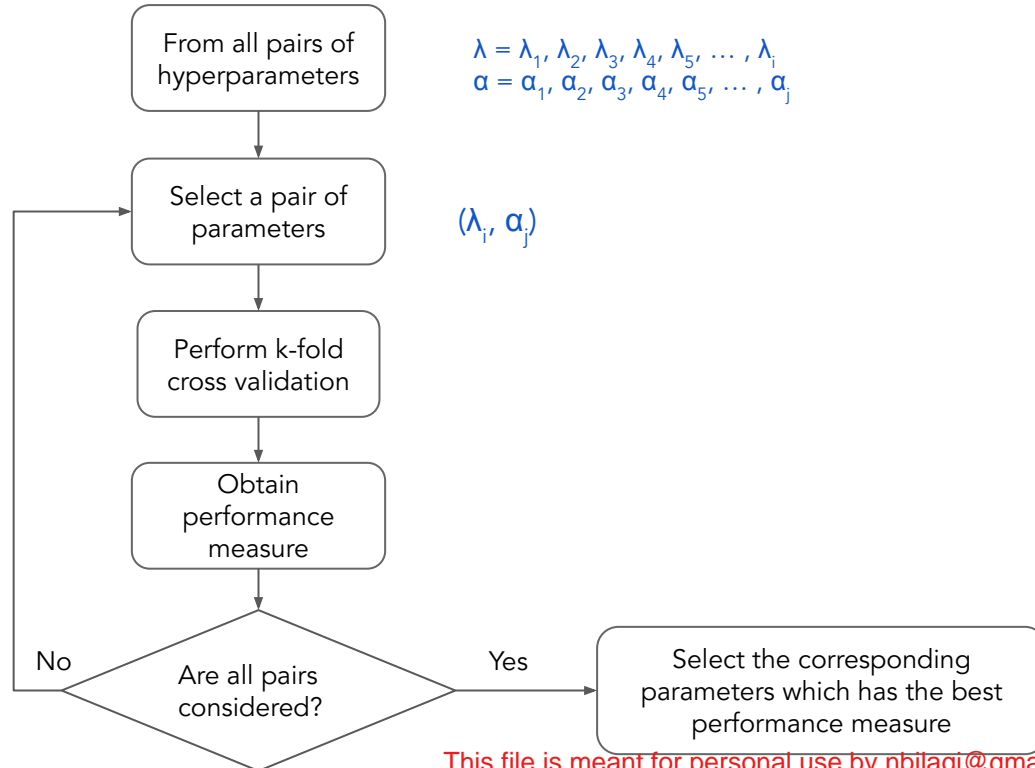 From all pairs of
hyperparameters
λ = λ1, λ2, λ3, λ4, λ5, … , λi
α = α1, α2, α3, α4, α5, … , αj
Select a pair of
parameters
(λi, αj)
Perform k-fold
cross validation
Obtain
performance
measure
Are all pairs
considered?
No
Yes
Select the corresponding
parameters which has the best
performance measure
This file is meant for personal use by